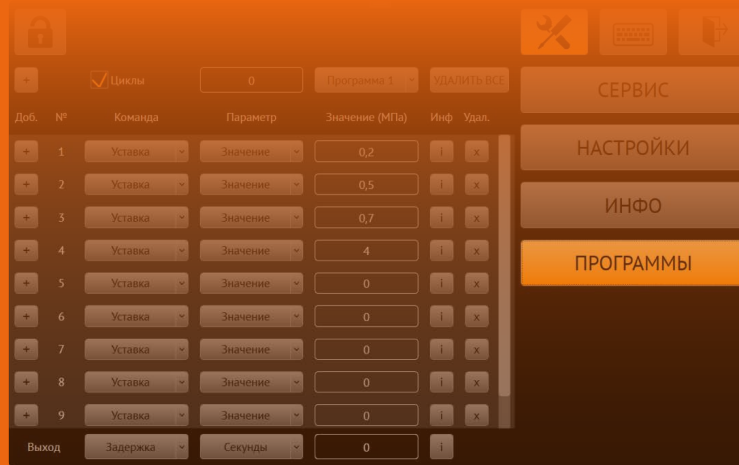 + Циклы 0 Программа 1 УДАЛИТЬ ВСЕ
Доб. № Команда Параметр Значение (МПа) Инф Удал.
+ 1 Уставка Значение 0,2 i x
+ 2 Уставка Значение 0,5 i x
+ 3 Уставка Значение 0,7 i x
+ 4 Уставка Значение 4 i x
+ 5 Уставка Значение 0 i x
+ 6 Уставка Значение 0 i x
+ 7 Уставка Значение 0 i x
+ 8 Уставка Значение 0 i x
+ 9 Уставка Значение 0 i x
Выход Задержка Секунды 0 i
СЕРВИС
НАСТРОЙКИ
ИНФО
ПРОГРАММЫ